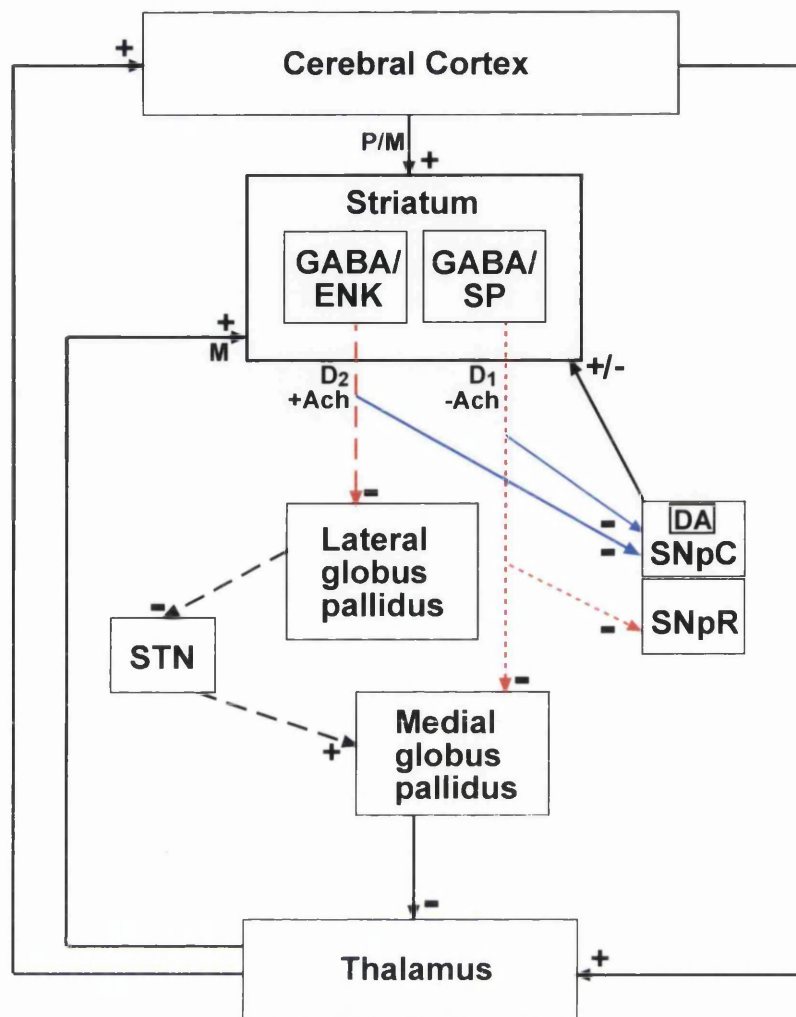 +
Cerebral Cortex
P/M
+
Striatum
GABA/
ENK
GABA/
SP
+
M
D2
+Ach
D1
-Ach
+/-
-
Lateral
globus
pallidus
-
-
DA
SNpC
-
SNpR
-
STN
-
Medial
globus
pallidus
+
-
Thalamus
+